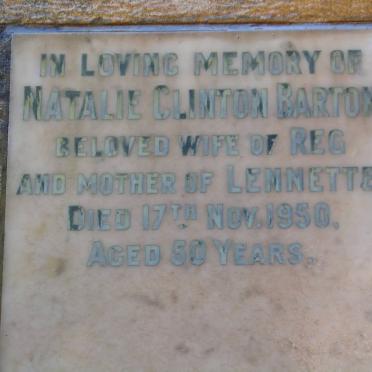 IN LOVING MEMORY OF
NATALIE CLINTON BARTON
BELOVED WIFE OF REG
AND MOTHER OF LENNETTE
DIED 17TH NOV. 1950.
AGED 50 YEARS.